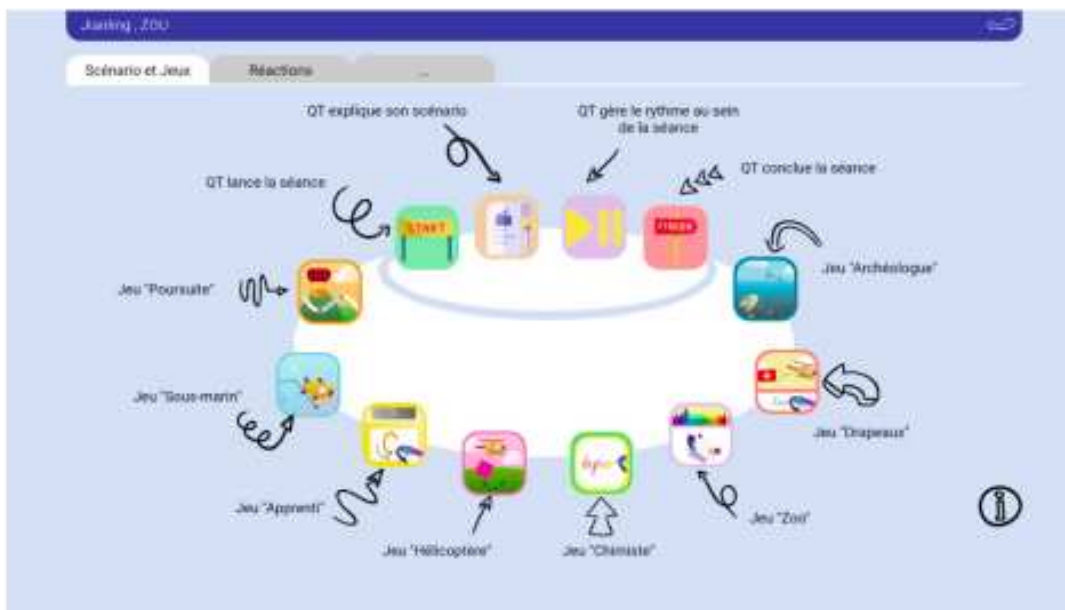 Jianling , ZOU
Scénario et Jeux
Réactions
...
QT explique son scénario
QT gère le rythme au sein
de la séance
QT lance la séance
QT conclue la séance
START
FINISH
Jeu "Poursuite"
Jeu "Archéologue"
Jeu "Sous-marin"
Jeu "Drapeaux"
Jeu "Apprenti"
Jeu "Zoo"
Jeu "Hélicoptère"
Jeu "Chimiste"